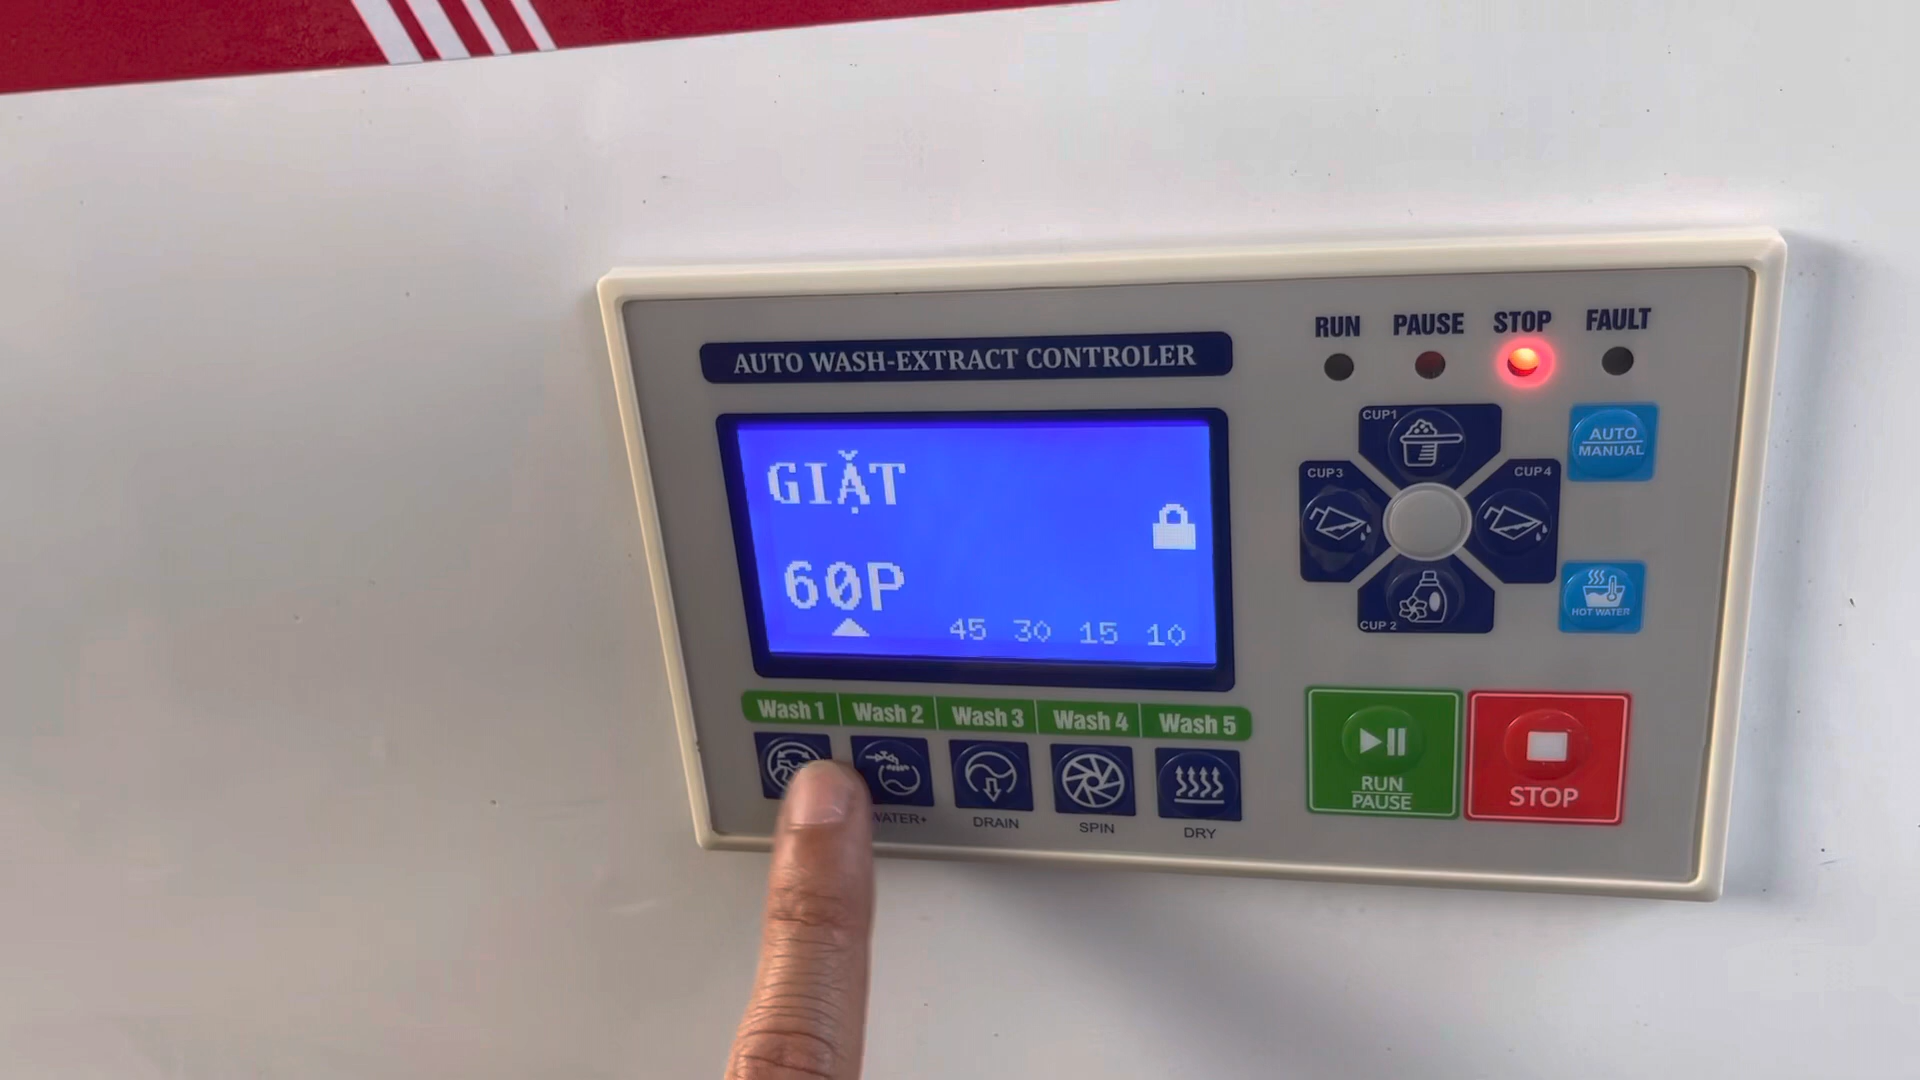 RUN PAUSE STOP FAULT
AUTO WASH-EXTRACT CONTROLER
CUP1
AUTO
MANUAL
GIẶT
CUP3 CUP4
60P
45 30 15 10
HOT WATER
CUP 2
Wash 1 Wash 2 Wash 3 Wash 4 Wash 5
RUN
PAUSE
STOP
WATER+ DRAIN SPIN DRY